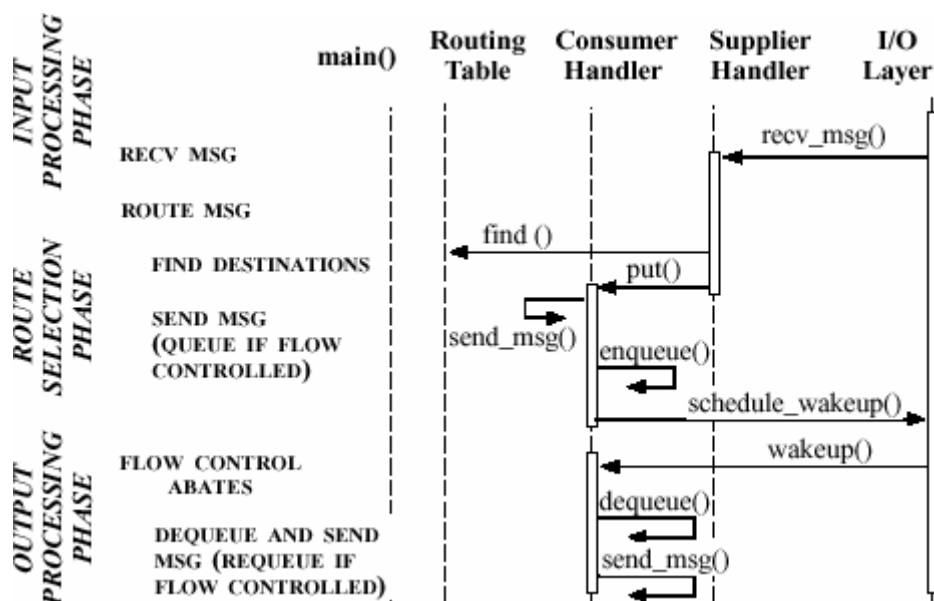 main()
Routing
Table
Consumer
Handler
Supplier
Handler
I/O
Layer
INPUT
PROCESSING
PHASE
RECV MSG
recv_msg()
ROUTE MSG
ROUTE
SELECTION
PHASE
find ()
FIND DESTINATIONS
put()
SEND MSG
(QUEUE IF FLOW
CONTROLLED)
send_msg()
enqueue()
schedule_wakeup()
OUTPUT
PROCESSING
PHASE
FLOW CONTROL
ABATES
wakeup()
dequeue()
DEQUEUE AND SEND
MSG (REQUEUE IF
FLOW CONTROLLED)
send_msg()